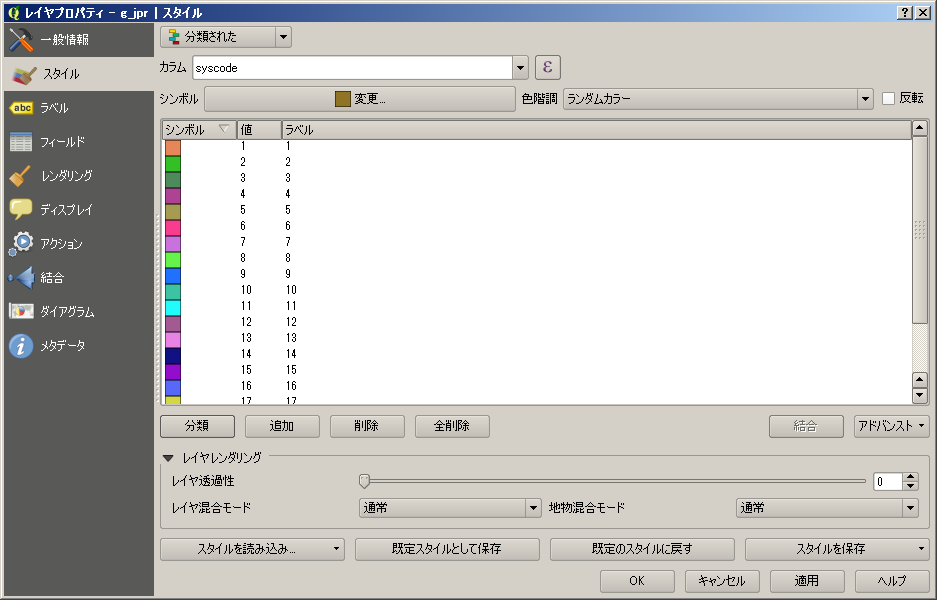 レイヤプロパティ - g_jpr | スタイル
一般情報
スタイル
ラベル
フィールド
レンダリング
ディスプレイ
アクション
結合
ダイアグラム
メタデータ
分類された
カラム syscode ε
シンボル 変更... 色階調 ランダムカラー 反転
シンボル 値 ラベル
1 1
2 2
3 3
4 4
5 5
6 6
7 7
8 8
9 9
10 10
11 11
12 12
13 13
14 14
15 15
16 16
17 17
分類 追加 削除 全削除 結合 アドバンスト
レイヤレンダリング
レイヤ透過性 0
レイヤ混合モード 通常 地物混合モード 通常
スタイルを読み込み... 既定スタイルとして保存 既定のスタイルに戻す スタイルを保存
OK キャンセル 適用 ヘルプ